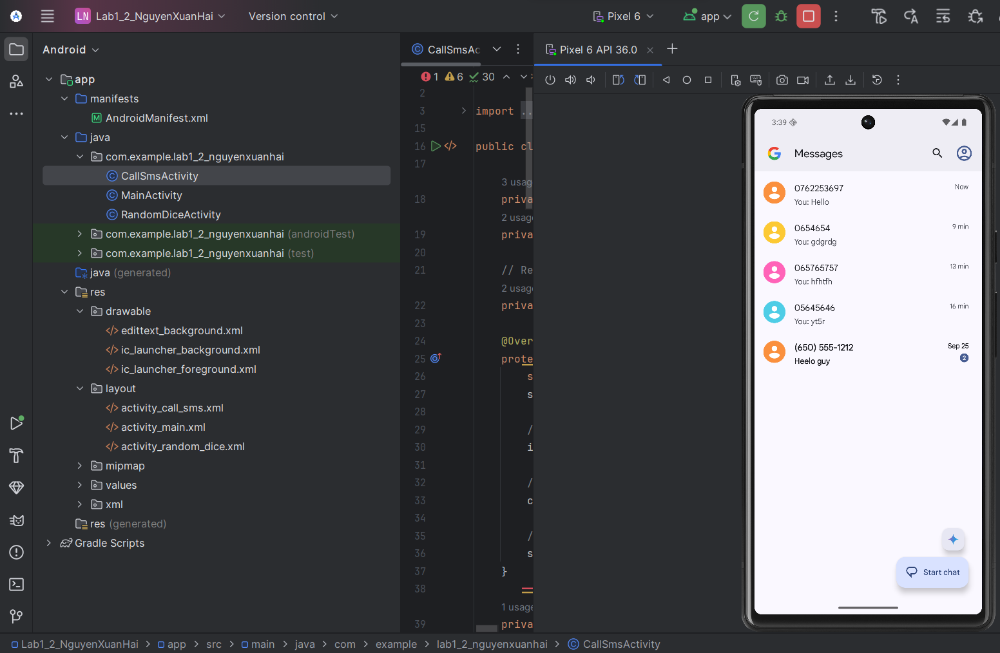 LN Lab1_2_NguyenXuanHai Version control Pixel 6 app
Android
app
manifests
AndroidManifest.xml
java
com.example.lab1_2_nguyenxuanhai
CallSmsActivity
MainActivity
RandomDiceActivity
com.example.lab1_2_nguyenxuanhai (androidTest)
com.example.lab1_2_nguyenxuanhai (test)
java (generated)
res
drawable
edittext_background.xml
ic_launcher_background.xml
ic_launcher_foreground.xml
layout
activity_call_sms.xml
activity_main.xml
activity_random_dice.xml
mipmap
values
xml
res (generated)
Gradle Scripts
CallSmsAc
1 6 30
2
3 import ...
15
16 public cl
17
3 usag
18 priva
2 usage
19 priva
20
21 // Re
2 usag
22 priva
23
24 @Over
25 prote
26 s
27 s
28
29 /
30 i
31
32 /
33 c
34
35 /
36 s
37 }
38
1 usage
39 priva
Pixel 6 API 36.0
3:39
Messages
0762253697 Now
You: Hello
0654654 9 min
You: gdgrdg
065765757 13 min
You: hfhtfh
05645646 16 min
You: yt5r
(650) 555-1212 Sep 25
Heelo guy 2
Start chat
Lab1_2_NguyenXuanHai > app > src > main > java > com > example > lab1_2_nguyenxuanhai > CallSmsActivity